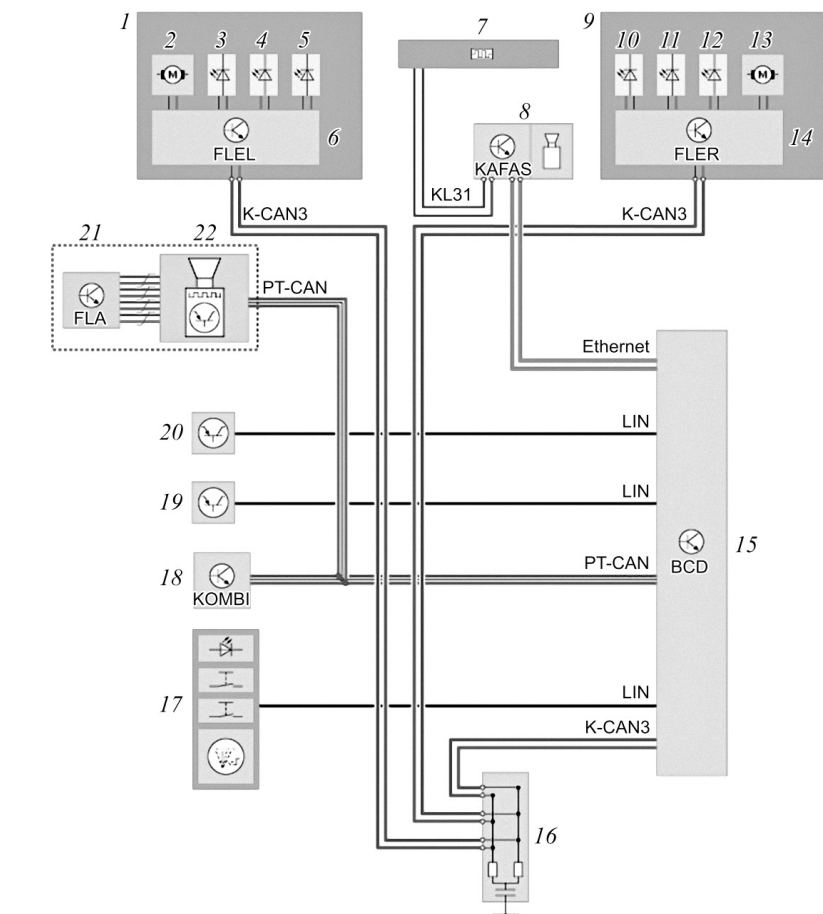 1
2 3 4 5
FLEL
6
7
8
KAFAS
9
10 11 12 13
FLER
14
KL31
K-CAN3
K-CAN3
21
22
FLA
PT-CAN
Ethernet
20
LIN
19
LIN
15
BCD
18
KOMBI
PT-CAN
17
LIN
K-CAN3
16